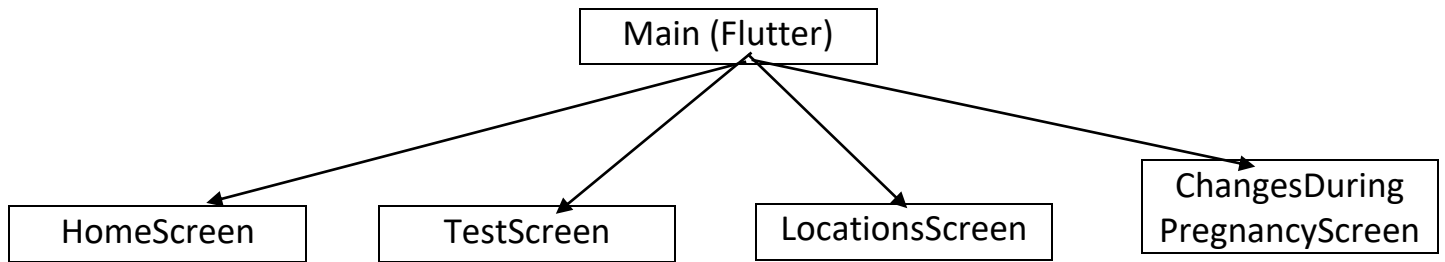 Main (Flutter)
HomeScreen
TestScreen
LocationsScreen
ChangesDuring
PregnancyScreen